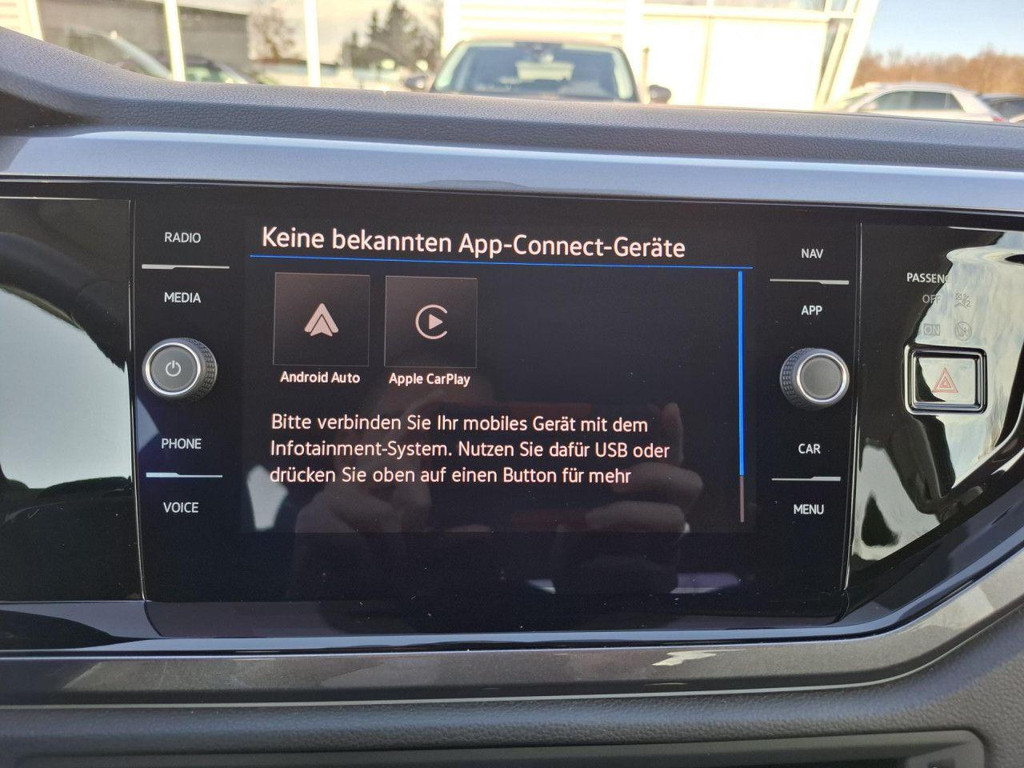 RADIO
MEDIA
PHONE
VOICE
Keine bekannten App-Connect-Geräte
Android Auto
Apple CarPlay
Bitte verbinden Sie Ihr mobiles Gerät mit dem
Infotainment-System. Nutzen Sie dafür USB oder
drücken Sie oben auf einen Button für mehr
NAV
APP
CAR
MENU
ON